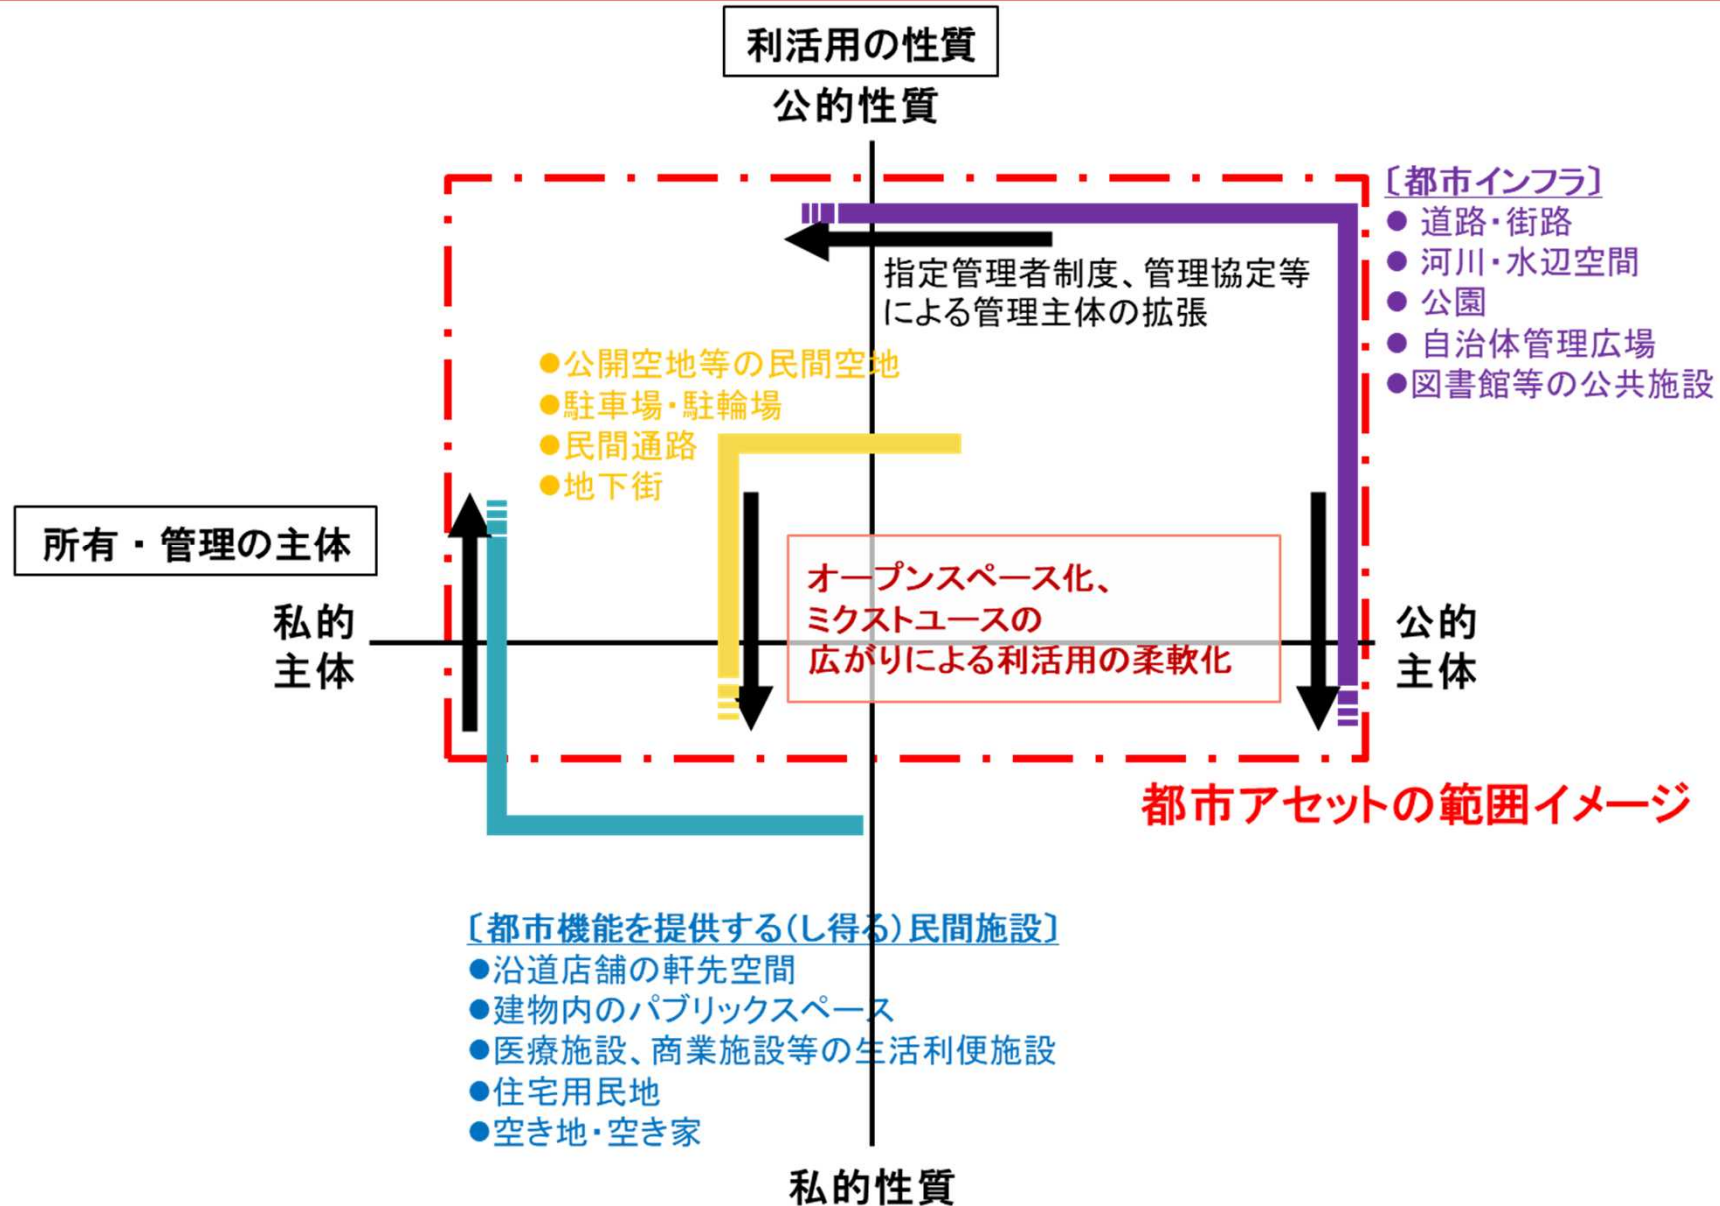 利活用の性質
公的性質
〔都市インフラ〕
● 道路・街路
● 河川・水辺空間
● 公園
● 自治体管理広場
●図書館等の公共施設
指定管理者制度、管理協定等
による管理主体の拡張
●公開空地等の民間空地
●駐車場・駐輪場
●民間通路
●地下街
所有・管理の主体
私的
主体
オープンスペース化、
ミクストユースの
広がりによる利活用の柔軟化
公的
主体
都市アセットの範囲イメージ
〔都市機能を提供する(し得る)民間施設〕
●沿道店舗の軒先空間
●建物内のパブリックスペース
●医療施設、商業施設等の生活利便施設
●住宅用民地
●空き地・空き家
私的性質